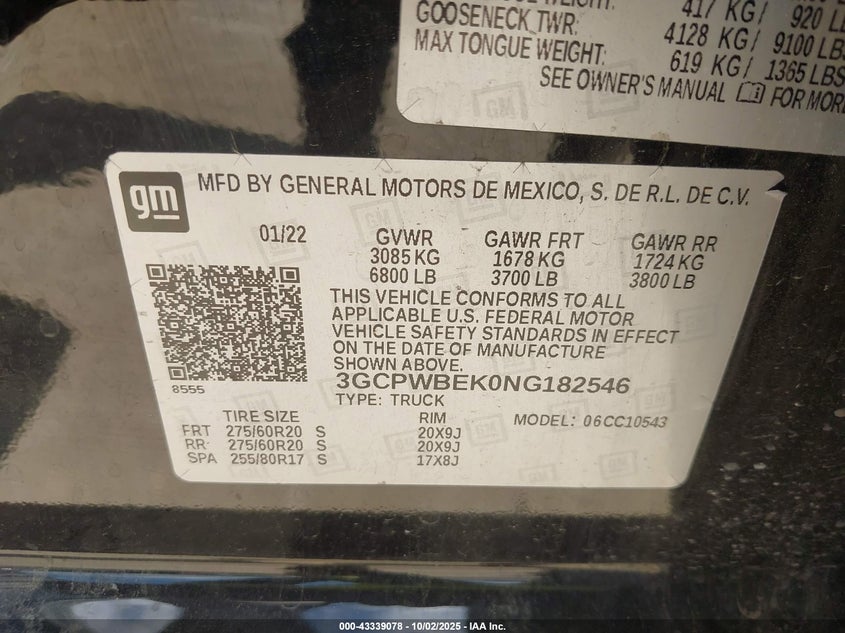 417 KG/ 920 LB
GOOSENECK TWR: 4128 KG/ 9100 LBS
MAX TONGUE WEIGHT: 619 KG/ 1365 LBS
SEE OWNER'S MANUAL FOR MORE
gm MFD BY GENERAL MOTORS DE MEXICO, S. DE R.L. DE C.V.
01/22 GVWR GAWR FRT GAWR RR
3085 KG 1678 KG 1724 KG
6800 LB 3700 LB 3800 LB
THIS VEHICLE CONFORMS TO ALL
APPLICABLE U.S. FEDERAL MOTOR
VEHICLE SAFETY STANDARDS IN EFFECT
ON THE DATE OF MANUFACTURE
SHOWN ABOVE.
8555 3GCPWBEK0NG182546
TYPE: TRUCK
TIRE SIZE RIM MODEL: 06CC10543
FRT 275/60R20 S 20X9J
RR 275/60R20 S 20X9J
SPA 255/80R17 S 17X8J
000-43339078 - 10/02/2025 - IAA Inc.